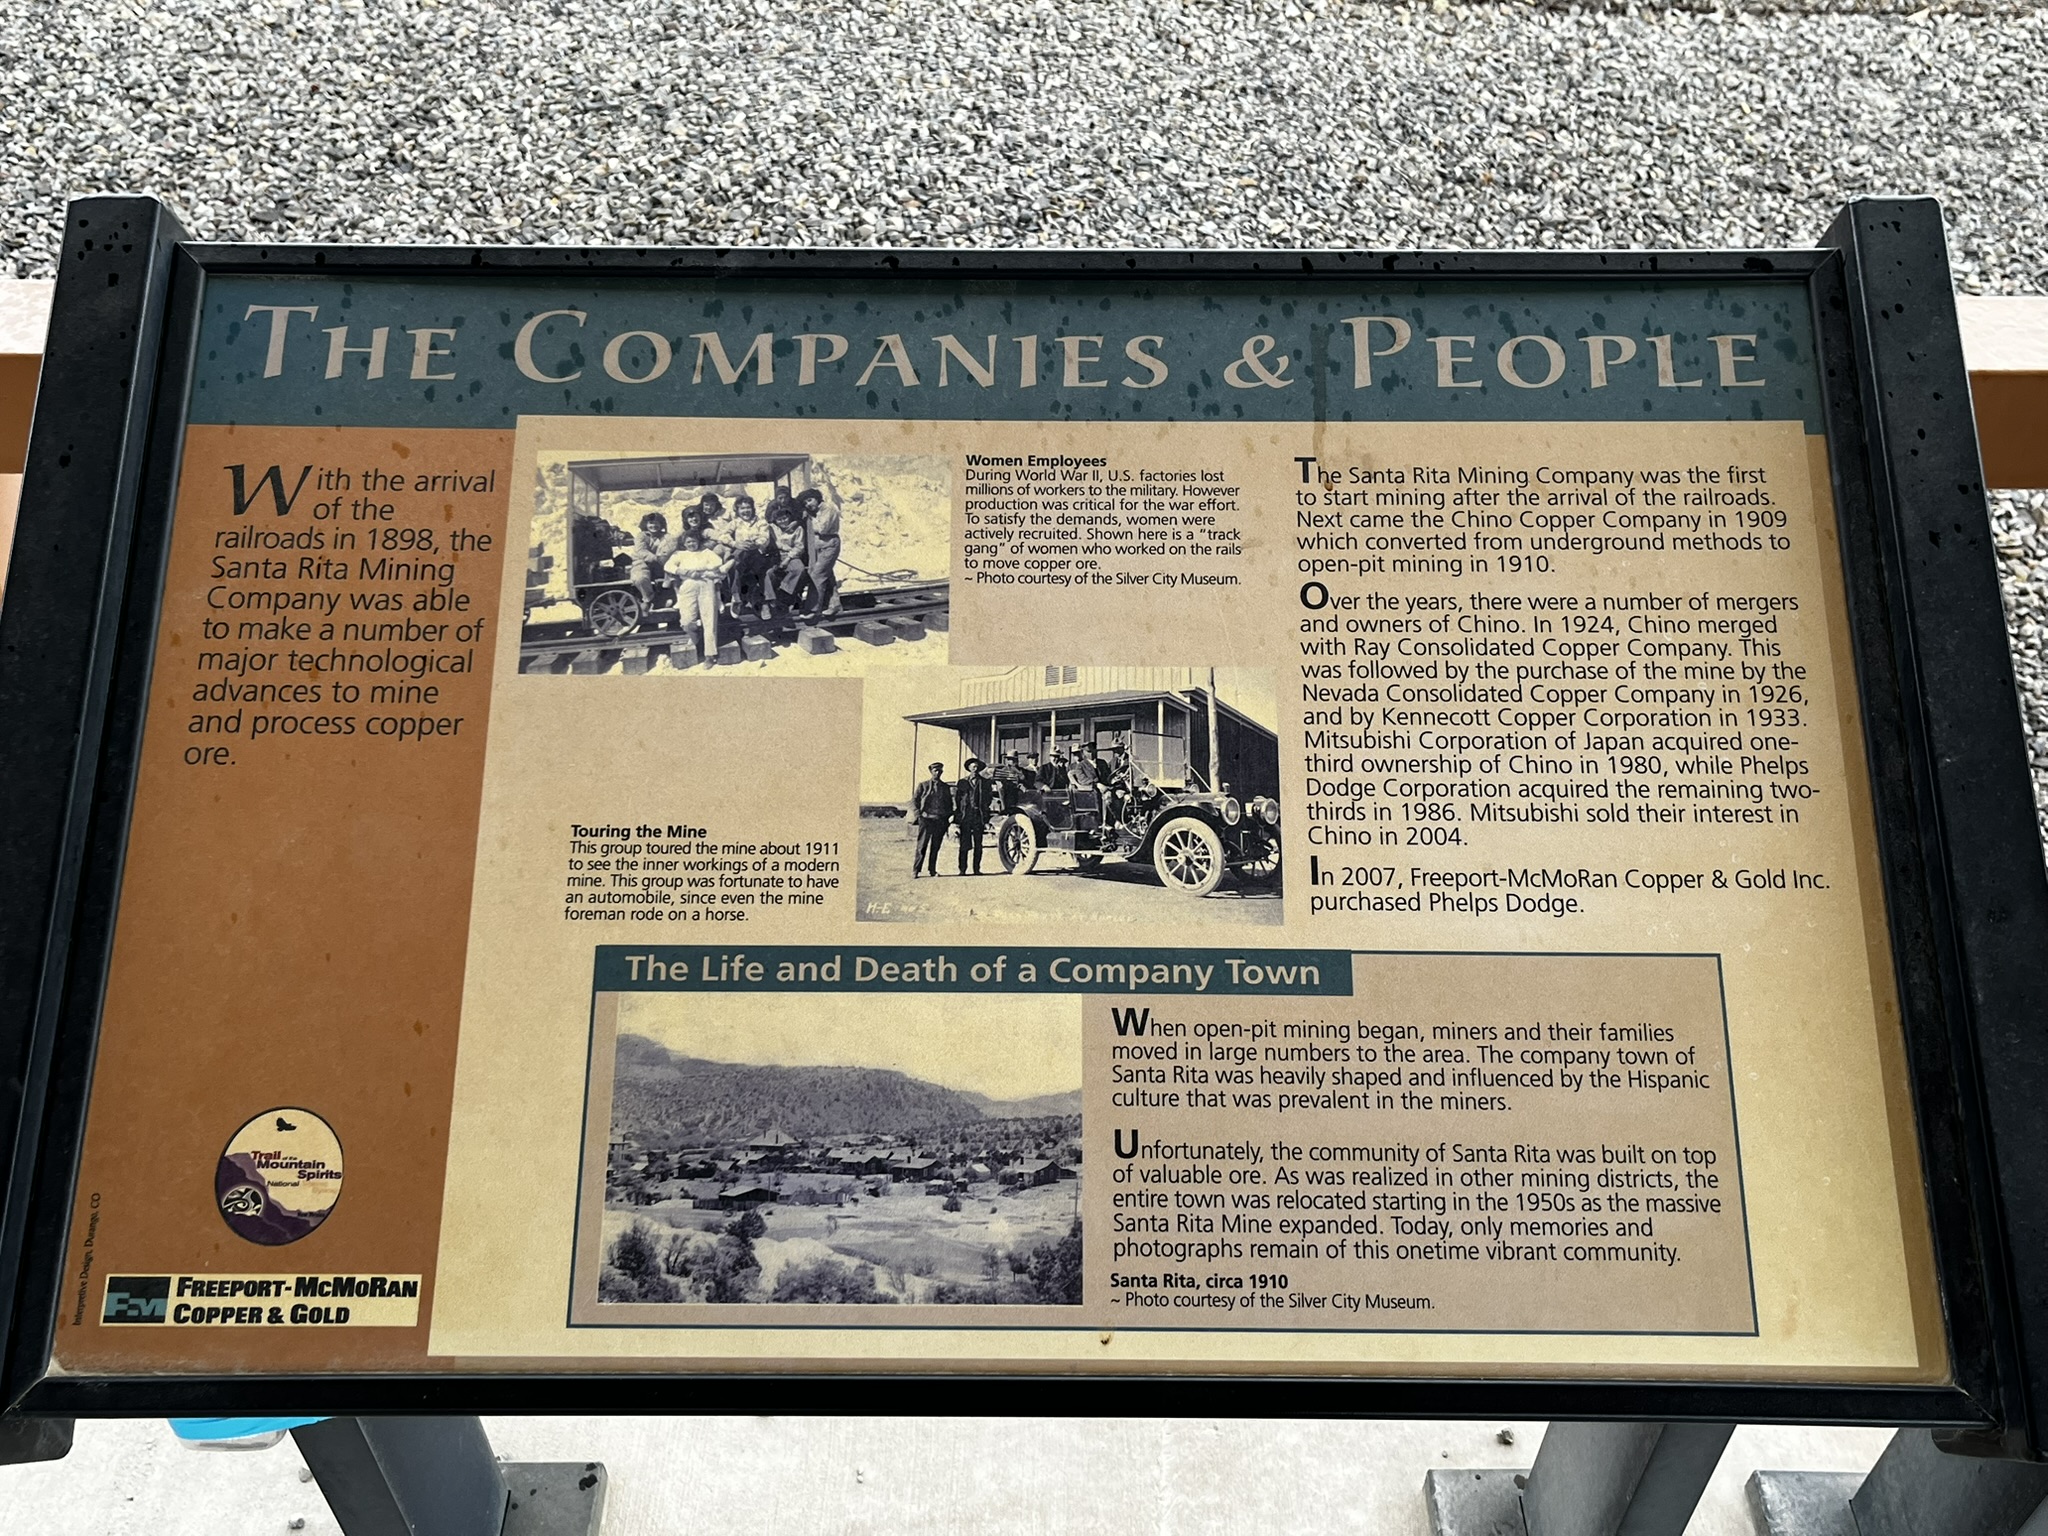 THE COMPANIES & PEOPLE
With the arrival
of the
railroads in 1898, the
Santa Rita Mining
Company was able
to make a number of
major technological
advances to mine
and process copper
ore.
Women Employees
During World War II, U.S. factories lost
millions of workers to the military. However
production was critical for the war effort.
To satisfy the demands, women were
actively recruited. Shown here is a “track
gang” of women who worked on the rails
to move copper ore.
~ Photo courtesy of the Silver City Museum.
Touring the Mine
This group toured the mine about 1911
to see the inner workings of a modern
mine. This group was fortunate to have
an automobile, since even the mine
foreman rode on a horse.
H-E
The Santa Rita Mining Company was the first
to start mining after the arrival of the railroads.
Next came the Chino Copper Company in 1909
which converted from underground methods to
open-pit mining in 1910.
Over the years, there were a number of mergers
and owners of Chino. In 1924, Chino merged
with Ray Consolidated Copper Company. This
was followed by the purchase of the mine by the
Nevada Consolidated Copper Company in 1926,
and by Kennecott Copper Corporation in 1933.
Mitsubishi Corporation of Japan acquired one-
third ownership of Chino in 1980, while Phelps
Dodge Corporation acquired the remaining two-
thirds in 1986. Mitsubishi sold their interest in
Chino in 2004.
In 2007, Freeport-McMoRan Copper & Gold Inc.
purchased Phelps Dodge.
The Life and Death of a Company Town
When open-pit mining began, miners and their families
moved in large numbers to the area. The company town of
Santa Rita was heavily shaped and influenced by the Hispanic
culture that was prevalent in the miners.
Unfortunately, the community of Santa Rita was built on top
of valuable ore. As was realized in other mining districts, the
entire town was relocated starting in the 1950s as the massive
Santa Rita Mine expanded. Today, only memories and
photographs remain of this onetime vibrant community.
Santa Rita, circa 1910
~ Photo courtesy of the Silver City Museum.
Trail of the
Mountain
Spirits
National
Interpretive Design, Durango, CO
FM
FREEPORT-MCMORAN
COPPER & GOLD